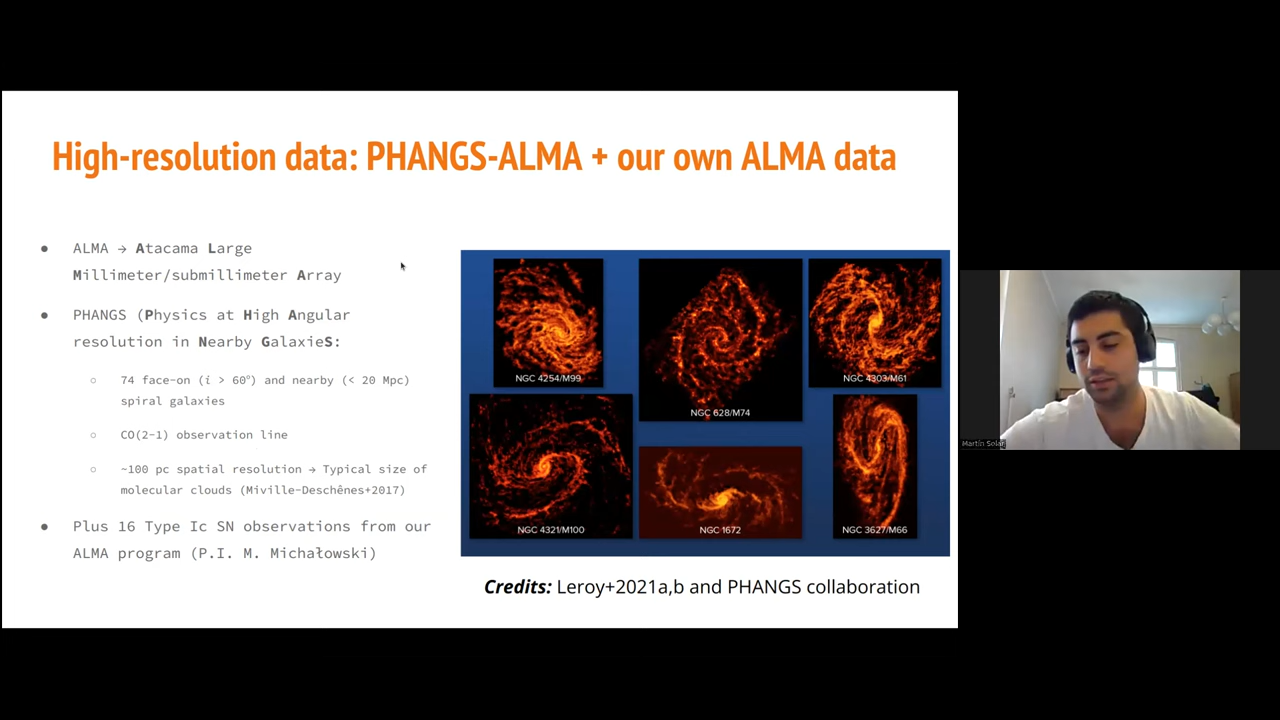 High-resolution data: PHANGS-ALMA + our own ALMA data
● ALMA → Atacama Large
Millimeter/submillimeter Array
● PHANGS (Physics at High Angular
resolution in Nearby GalaxieS:
○ 74 face-on (i > 60º) and nearby (< 20 Mpc)
spiral galaxies
○ CO(2-1) observation line
○ ~100 pc spatial resolution → Typical size of
molecular clouds (Miville-Deschênes+2017)
● Plus 16 Type Ic SN observations from our
ALMA program (P.I. M. Michałowski)
NGC 4254/M99
NGC 628/M74
NGC 4303/M61
NGC 4321/M100
NGC 1672
NGC 3627/M66
Credits: Leroy+2021a,b and PHANGS collaboration
Martín Solar